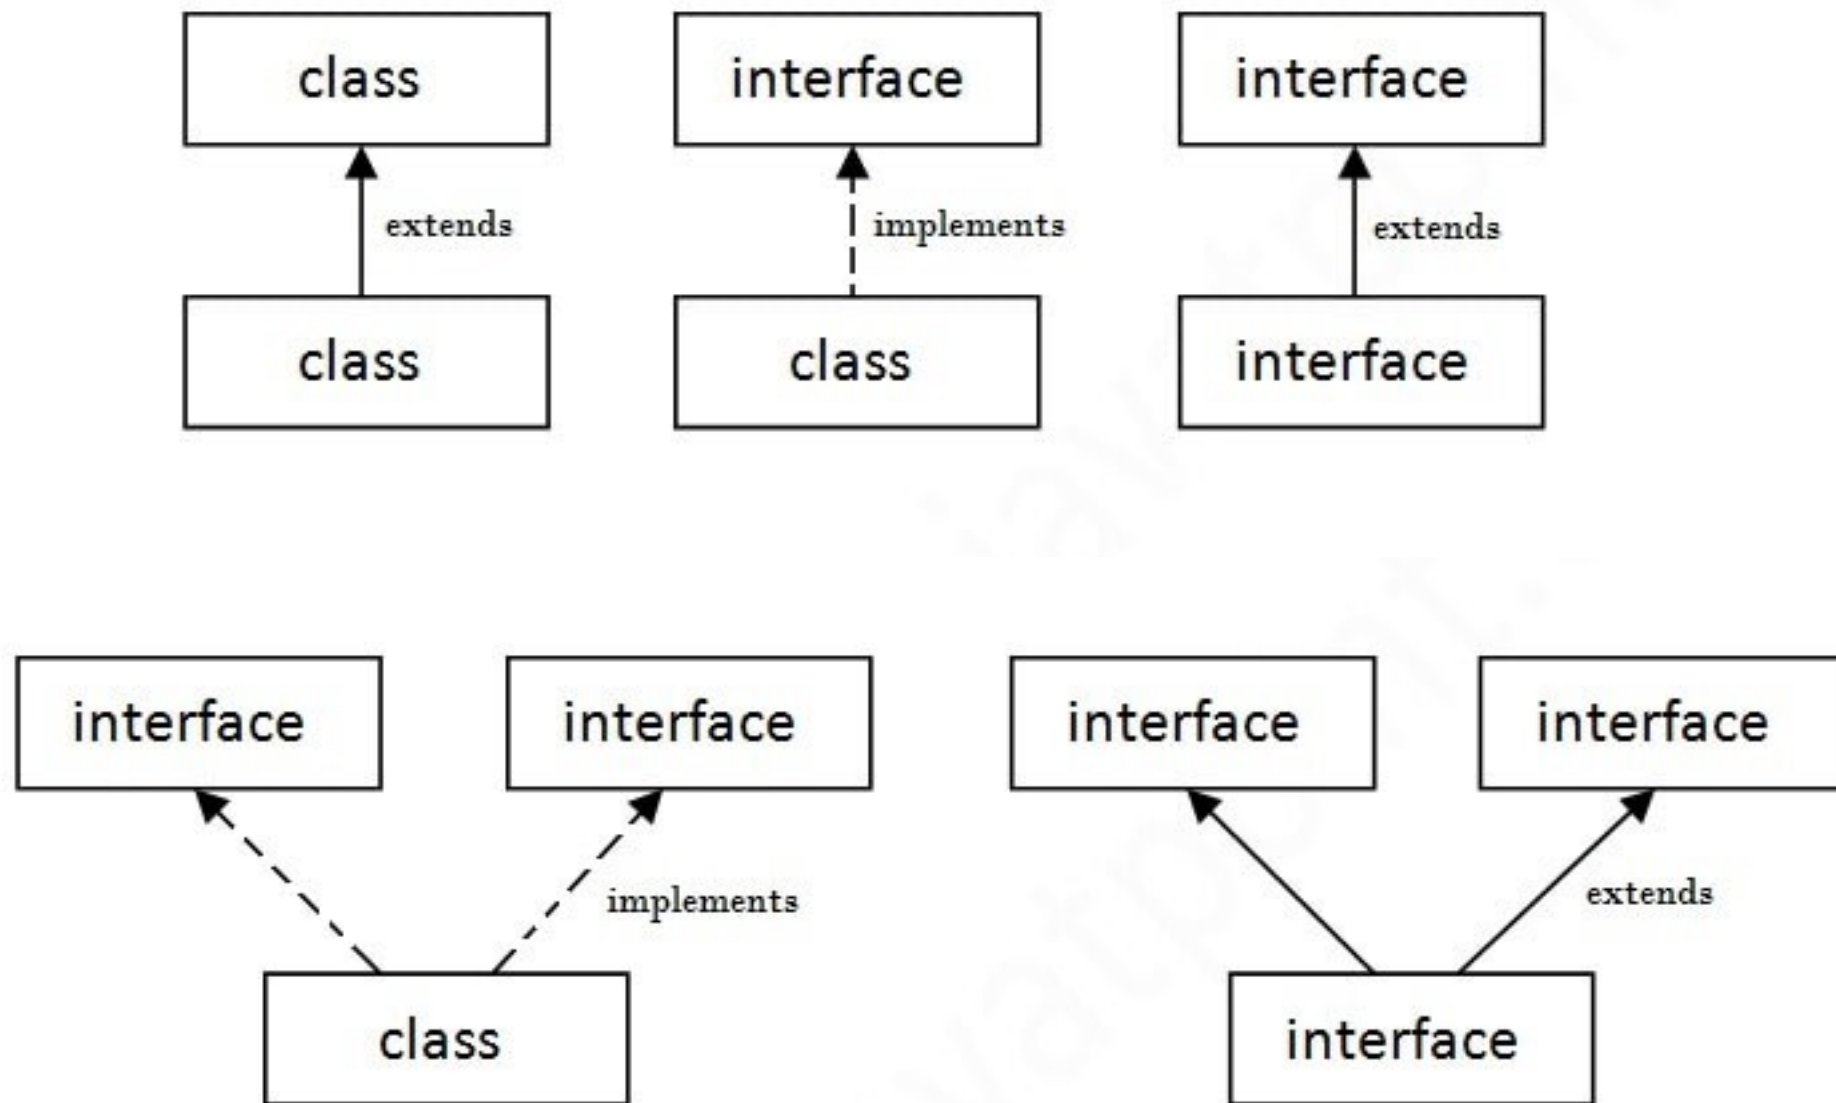 class interface interface
extends implements extends
class class interface
interface interface interface interface
implements extends
class interface